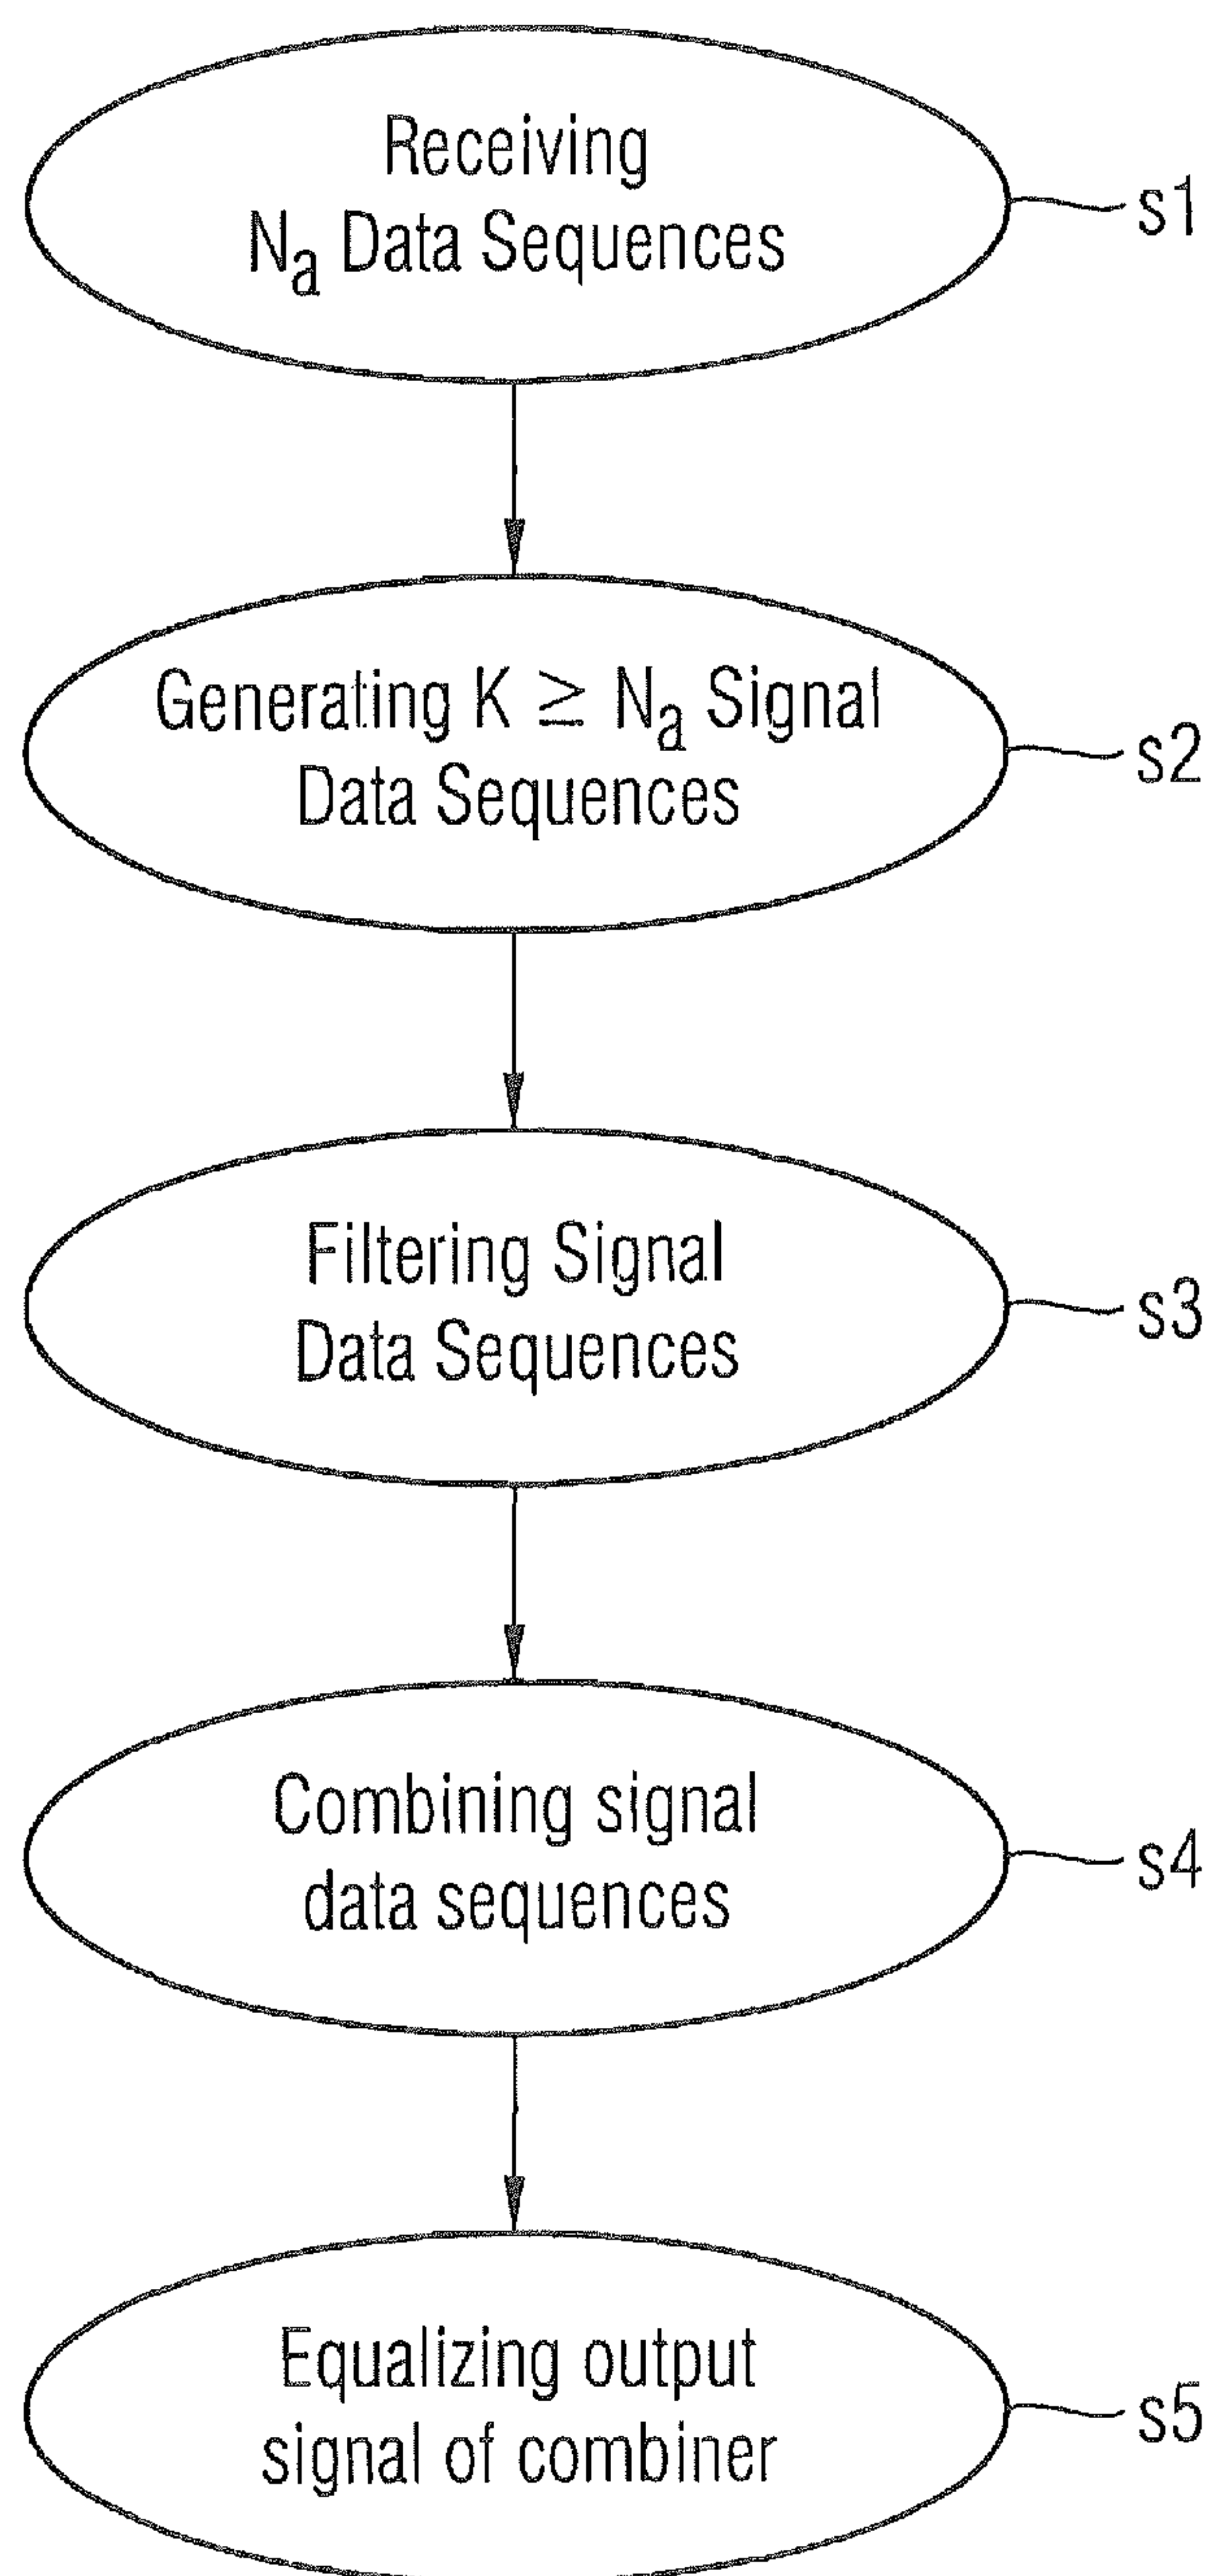 Receiving
Nₐ Data Sequences
s1
Generating K ≥ Nₐ Signal
Data Sequences
s2
Filtering Signal
Data Sequences
s3
Combining signal
data sequences
s4
Equalizing output
signal of combiner
s5